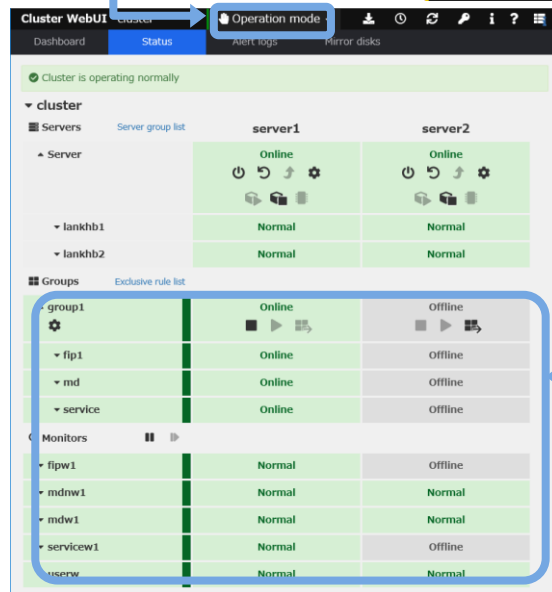 Cluster WebUI Cluster Operation mode
Dashboard Status Alert logs Mirror disks
Cluster is operating normally
cluster
Servers Server group list server1 server2
Server Online Online
lankhb1 Normal Normal
lankhb2 Normal Normal
Groups Exclusive rule list
group1 Online Offline
fip1 Online Offline
md Online Offline
service Online Offline
Monitors
fipw1 Normal Offline
mdnw1 Normal Normal
mdw1 Normal Normal
servicew1 Normal Offline
userw Normal Normal